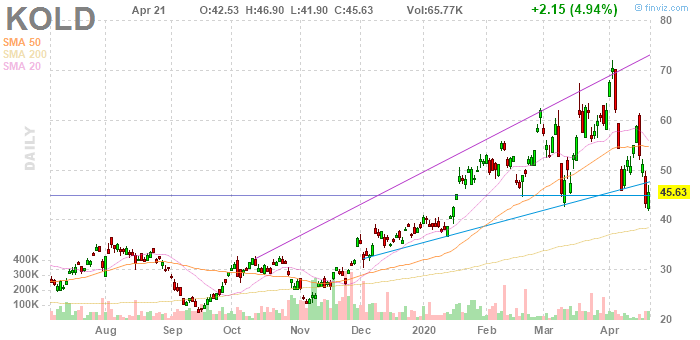 KOLD Apr 21 O:42.53 H:46.90 L:41.90 C:45.63 Vol:65.77K +2.15 (4.94%) © finviz.com
SMA 50
SMA 200
SMA 20
DAILY
80
70
60
50
45.63
40
30
20
400K
300K
200K
100K
Aug Sep Oct Nov Dec 2020 Feb Mar Apr